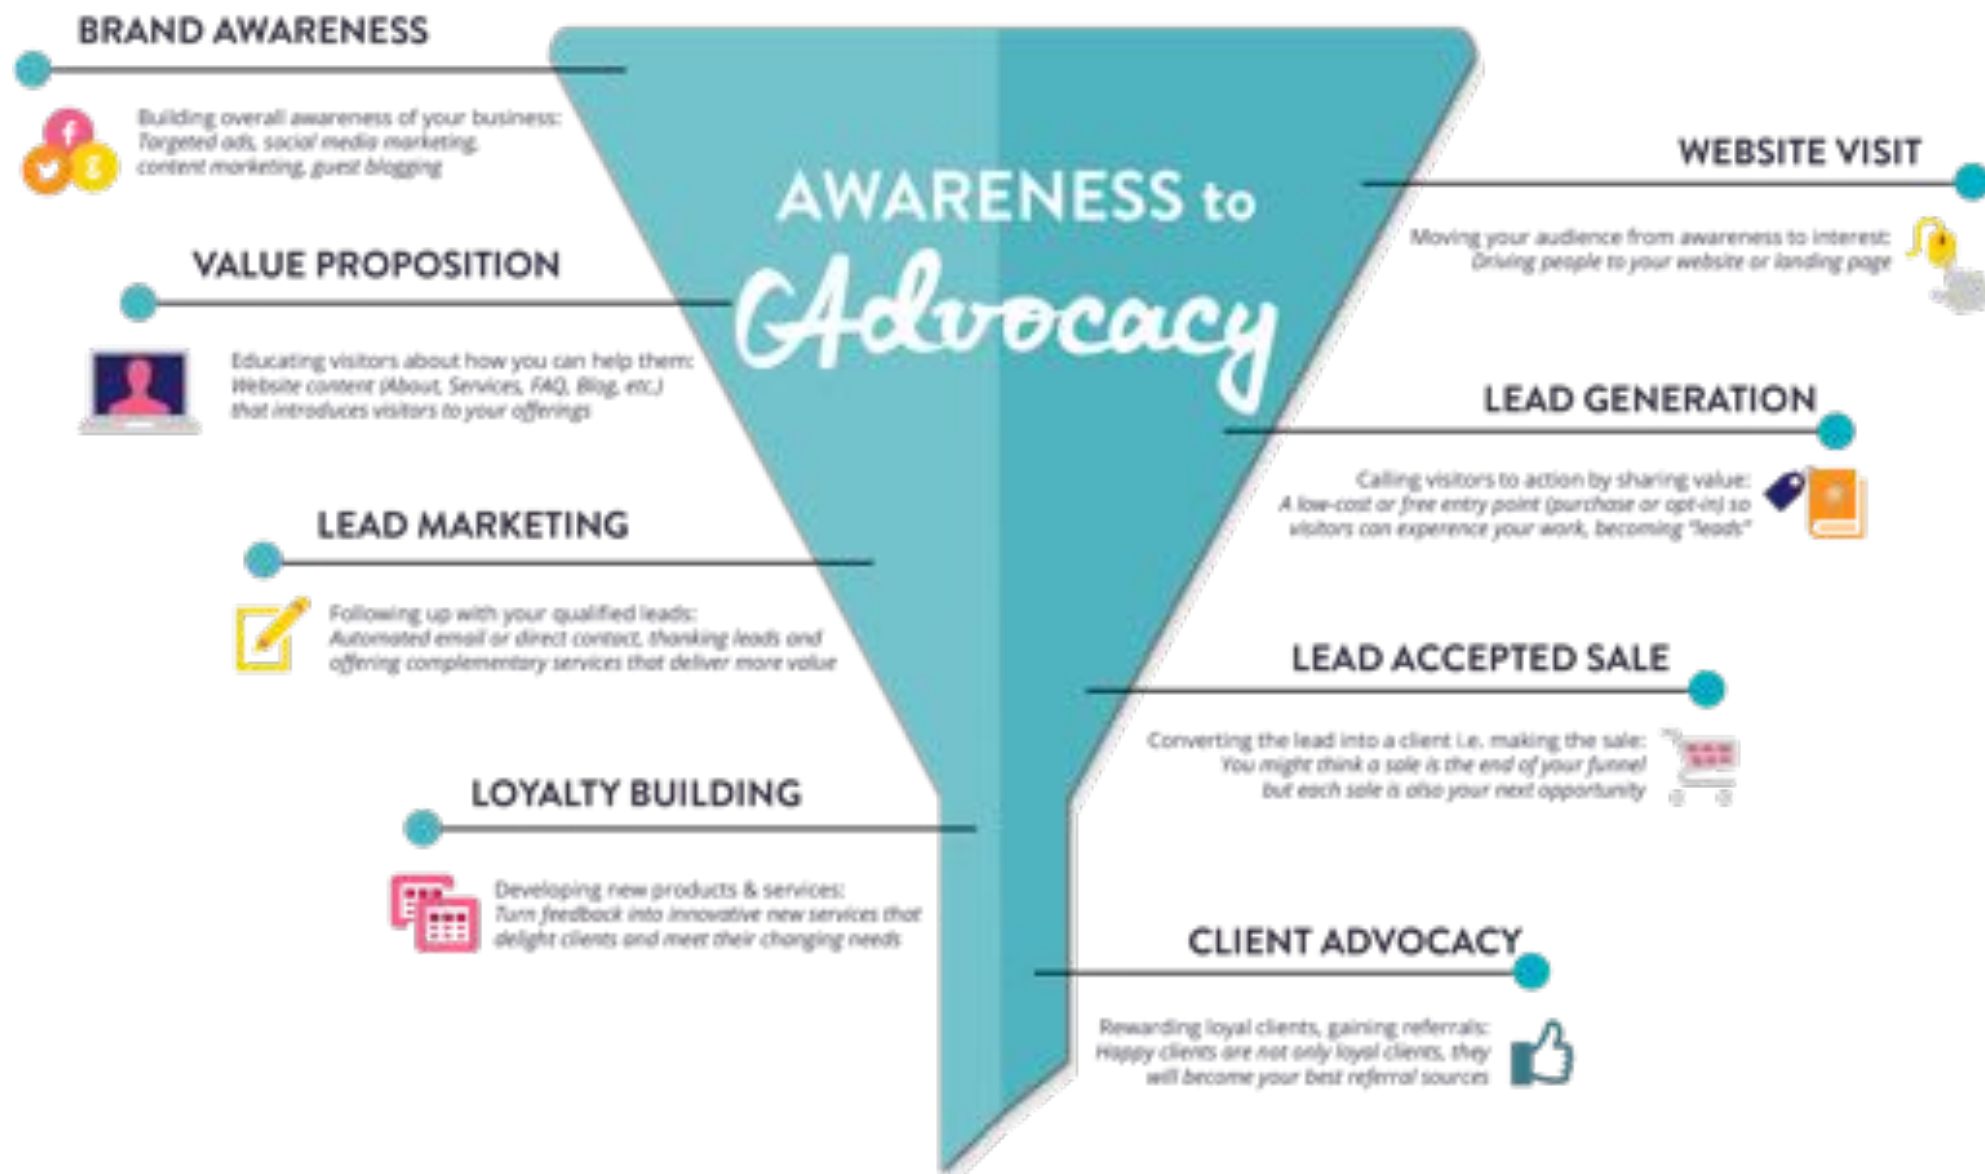 BRAND AWARENESS
Building overall awareness of your business:
Targeted ads, social media marketing,
content marketing, guest blogging
AWARENESS to
Advocacy
WEBSITE VISIT
Moving your audience from awareness to interest:
Driving people to your website or landing page
VALUE PROPOSITION
Educating visitors about how you can help them:
Website content (About, Services, FAQ, Blog, etc.)
that introduces visitors to your offerings
LEAD GENERATION
Calling visitors to action by sharing value:
A low-cost or free entry point (purchase or opt-in) so
visitors can experence your work, becoming "leads"
LEAD MARKETING
Following up with your qualified leads:
Automated email or direct contact, thanking leads and
offering complementary services that deliver more value
LEAD ACCEPTED SALE
Converting the lead into a client i.e. making the sale:
You might think a sale is the end of your funnel
but each sale is also your next opportunity
LOYALTY BUILDING
Developing new products & services:
Turn feedback into innovative new services that
delight clients and meet their changing needs
CLIENT ADVOCACY
Rewarding loyal clients, gaining referrals:
Happy clients are not only loyal clients, they
will become your best referral sources